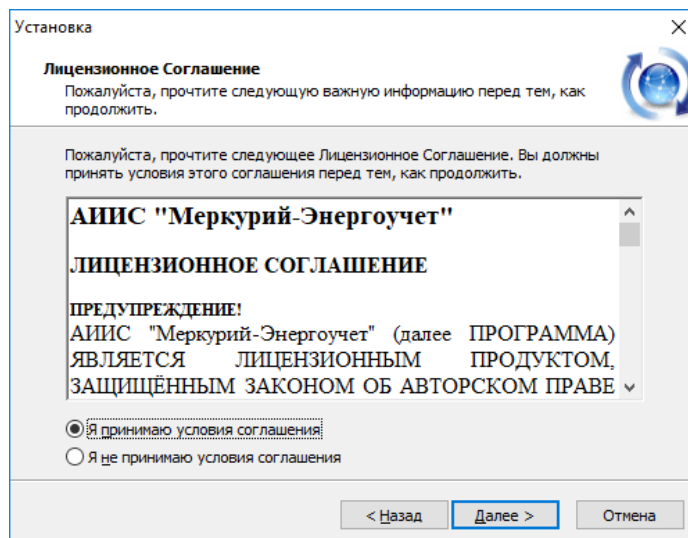 Установка
Лицензионное Соглашение
Пожалуйста, прочтите следующую важную информацию перед тем, как
продолжить.
Пожалуйста, прочтите следующее Лицензионное Соглашение. Вы должны
принять условия этого соглашения перед тем, как продолжить.
АИИС "Меркурий-Энергоучет"
ЛИЦЕНЗИОННОЕ СОГЛАШЕНИЕ
ПРЕДУПРЕЖДЕНИЕ!
АИИС "Меркурий-Энергоучет" (далее ПРОГРАММА)
ЯВЛЯЕТСЯ ЛИЦЕНЗИОННЫМ ПРОДУКТОМ,
ЗАЩИЩЁННЫМ ЗАКОНОМ ОБ АВТОРСКОМ ПРАВЕ
Я принимаю условия соглашения
Я не принимаю условия соглашения
< Назад Далее > Отмена